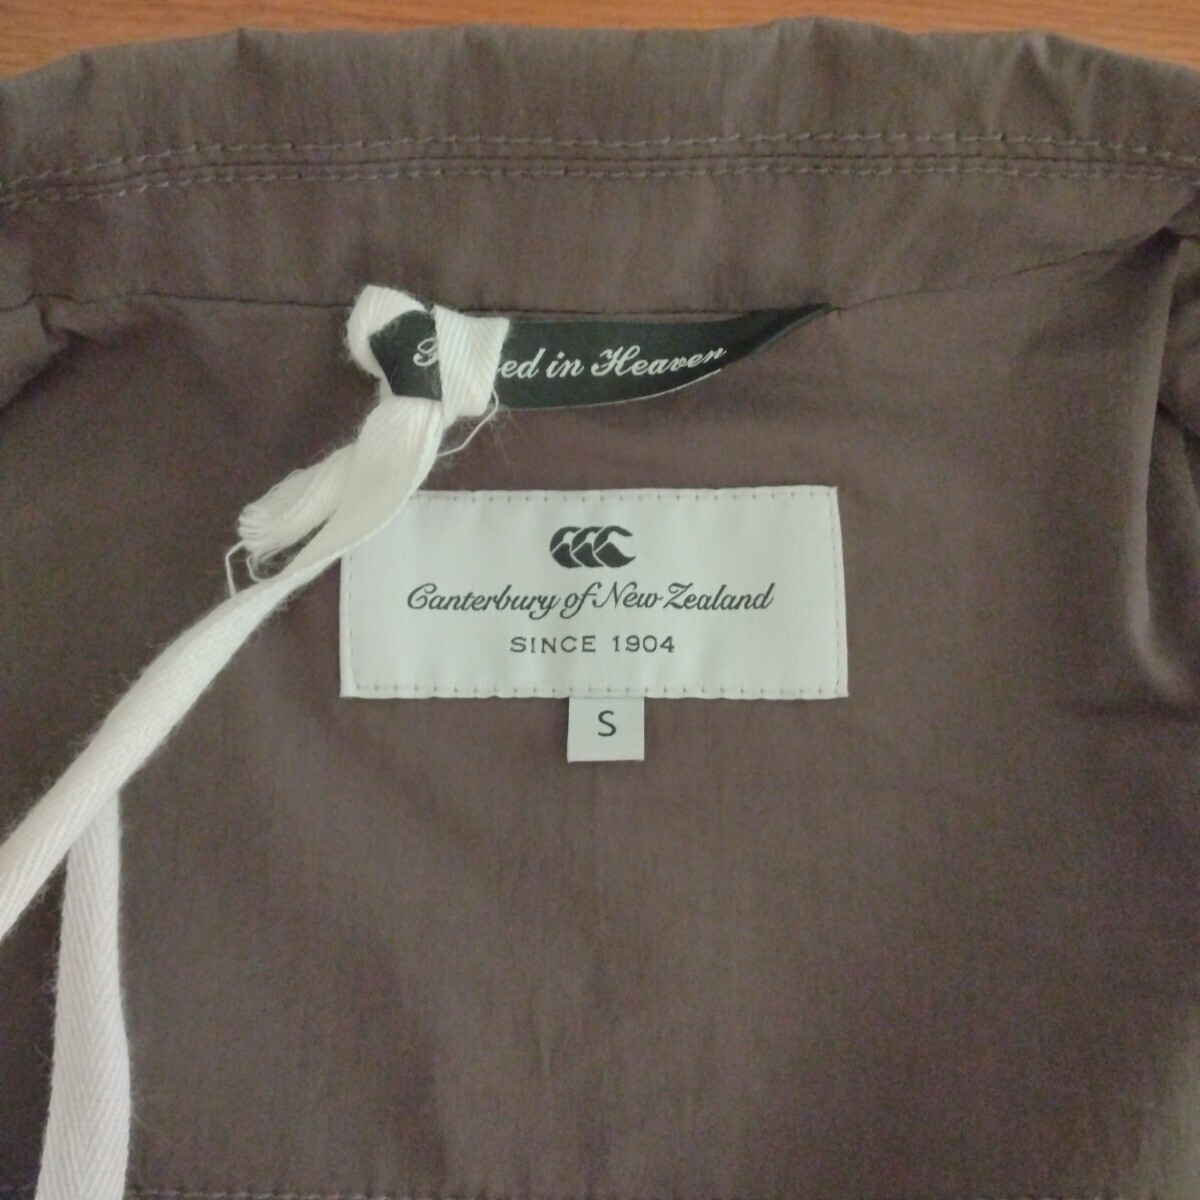 in Heaven
Canterbury of New Zealand
SINCE 1904
S